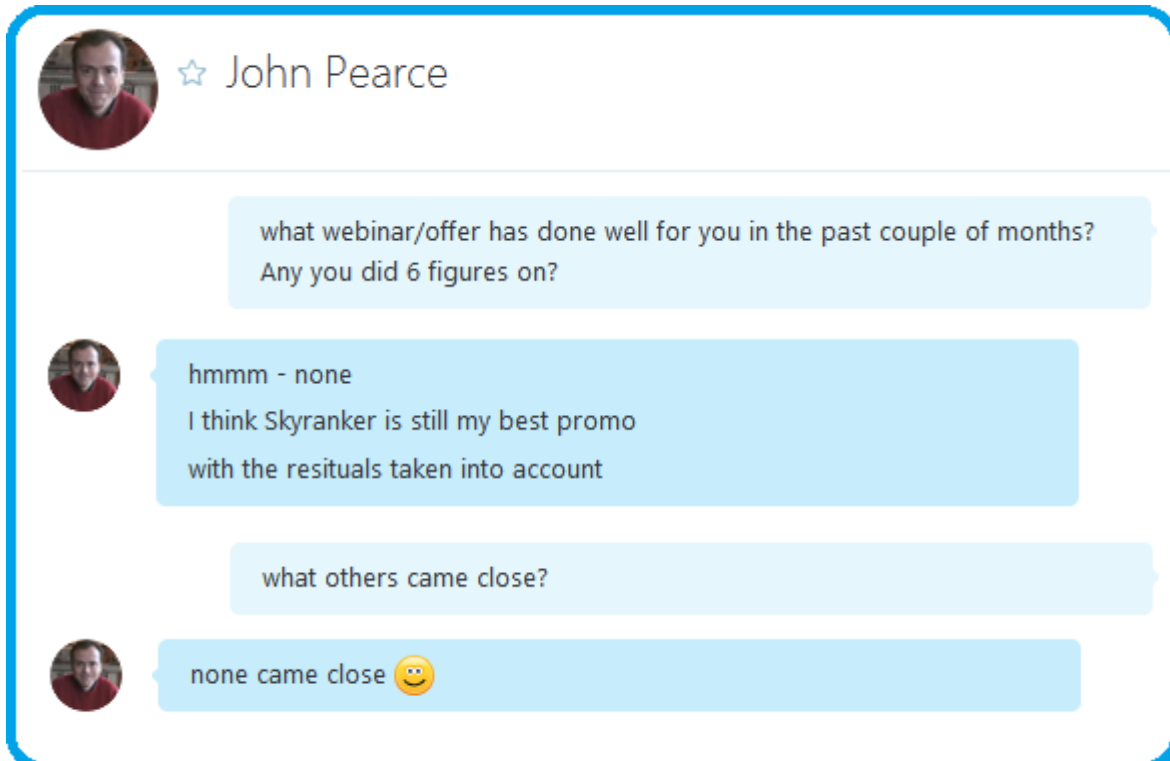 John Pearce
what webinar/offer has done well for you in the past couple of months?
Any you did 6 figures on?
hmmm - none
I think Skyranker is still my best promo
with the resituals taken into account
what others came close?
none came close